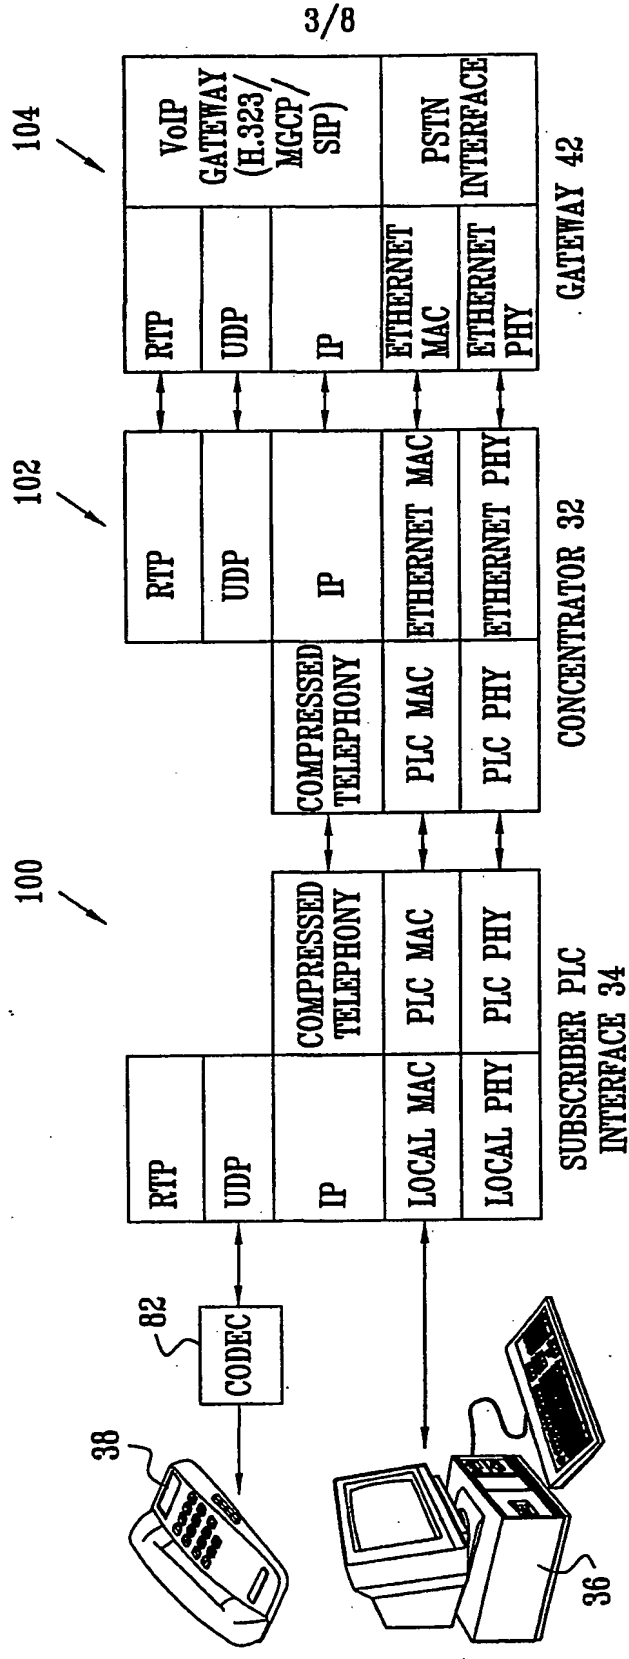 3/8
38
82
CODEC
36
100
RTP
UDP
IP
LOCAL MAC
LOCAL PHY
COMPRESSED
TELEPHONY
PLC MAC
PLC PHY
SUBSCRIBER PLC
INTERFACE 34
102
COMPRESSED
TELEPHONY
PLC MAC
PLC PHY
RTP
UDP
IP
ETHERNET MAC
ETHERNET PHY
CONCENTRATOR 32
104
RTP
UDP
IP
ETHERNET
MAC
ETHERNET
PHY
VoIP
GATEWAY
(H.323/
MGCP/
SIP)
PSTN
INTERFACE
GATEWAY 42